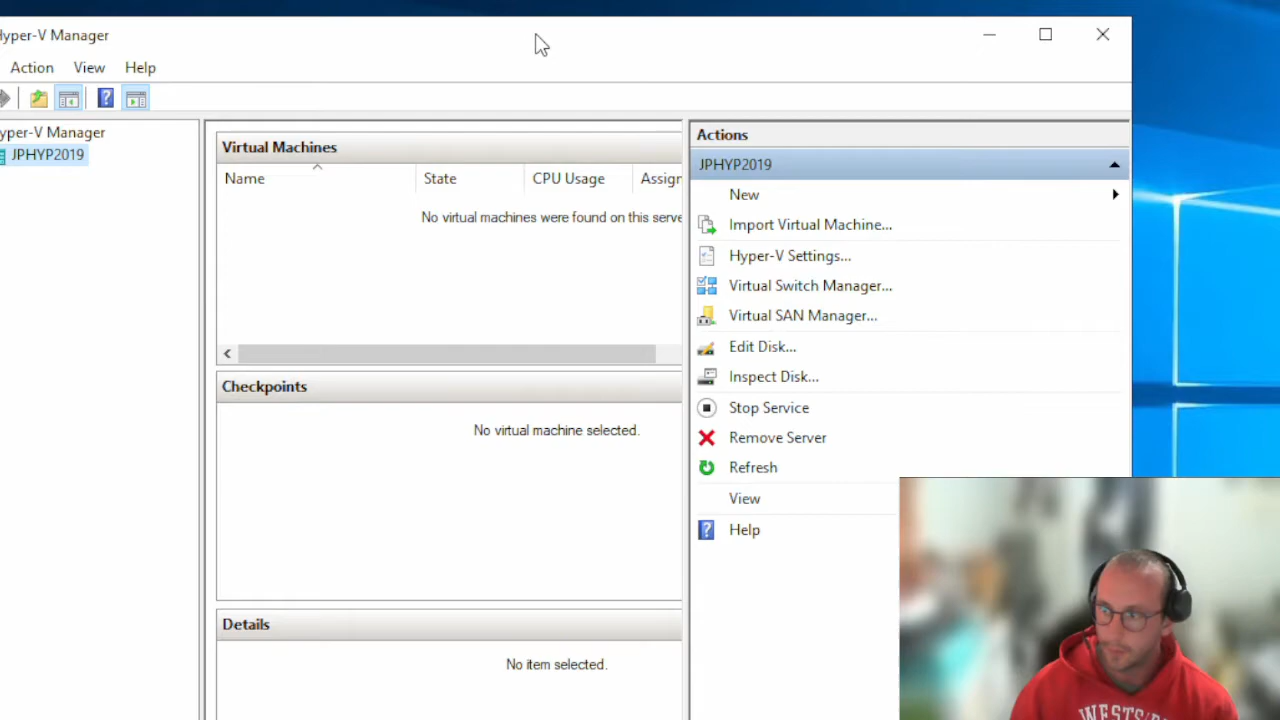 Hyper-V Manager
Action View Help
?
Hyper-V Manager
JPHYP2019
Virtual Machines
Name State CPU Usage Assign
No virtual machines were found on this serve
Checkpoints
No virtual machine selected.
Details
No item selected.
Actions
JPHYP2019
New
Import Virtual Machine...
Hyper-V Settings...
Virtual Switch Manager...
Virtual SAN Manager...
Edit Disk...
Inspect Disk...
Stop Service
Remove Server
Refresh
View
? Help